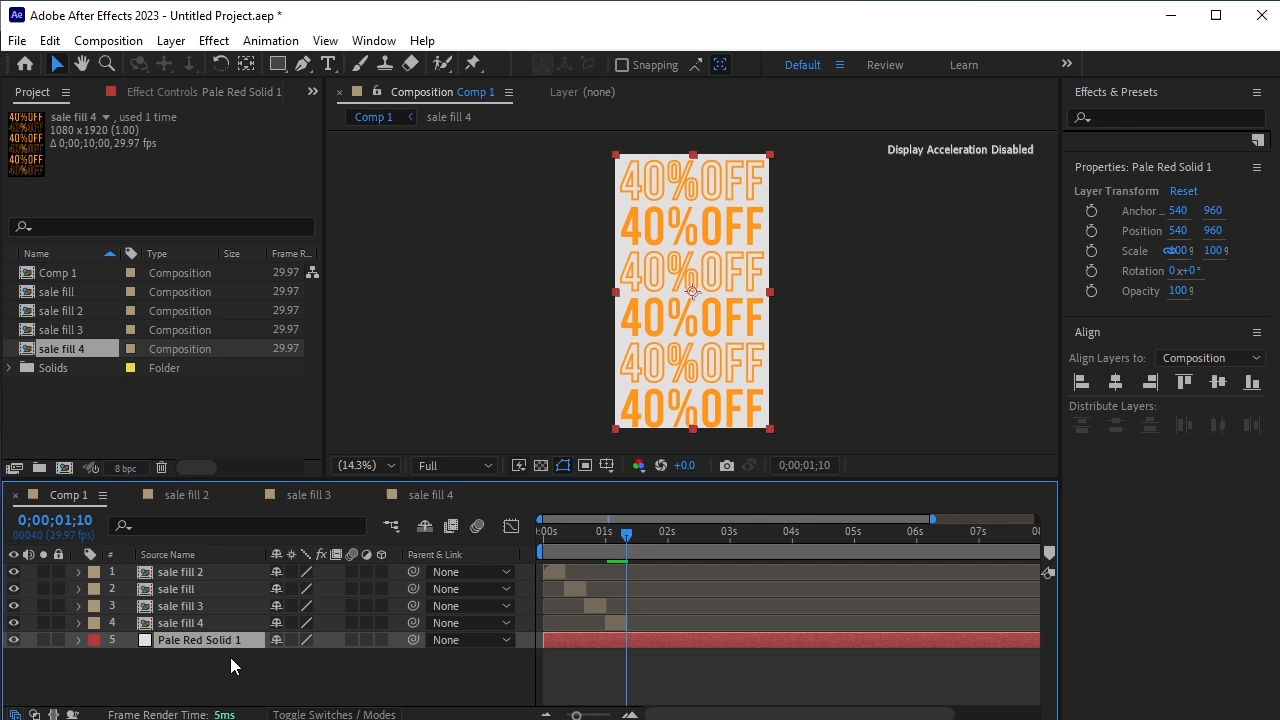 Ae Adobe After Effects 2023 - Untitled Project.aep *
File Edit Composition Layer Effect Animation View Window Help
Snapping Default Review Learn
Project Effect Controls Pale Red Solid 1
Composition Comp 1 Layer (none)
Effects & Presets
sale fill 4 , used 1 time
1080 x 1920 (1.00)
Δ 0;00;10;00, 29.97 fps
Comp 1 sale fill 4
Display Acceleration Disabled
40%OFF
40%OFF
40%OFF
40%OFF
40%OFF
40%OFF
Properties: Pale Red Solid 1
Layer Transform Reset
Anchor .. 540 960
Position 540 960
Scale 100 100
Rotation 0x+0°
Opacity 100
Align
Align Layers to: Composition
Distribute Layers:
Name Type Size Frame R...
Comp 1 Composition 29.97
sale fill Composition 29.97
sale fill 2 Composition 29.97
sale fill 3 Composition 29.97
sale fill 4 Composition 29.97
Solids Folder
8 bpc
(14.3%) Full +0.0 0;00;01;10
Comp 1 sale fill 2 sale fill 3 sale fill 4
0;00;01;10
00040 (29.97 fps)
:00s 01s 02s 03s 04s 05s 06s 07s 08
# Source Name fx Parent & Link
1 sale fill 2 None
2 sale fill None
3 sale fill 3 None
4 sale fill 4 None
5 Pale Red Solid 1 None
Frame Render Time: 5ms Toggle Switches / Modes